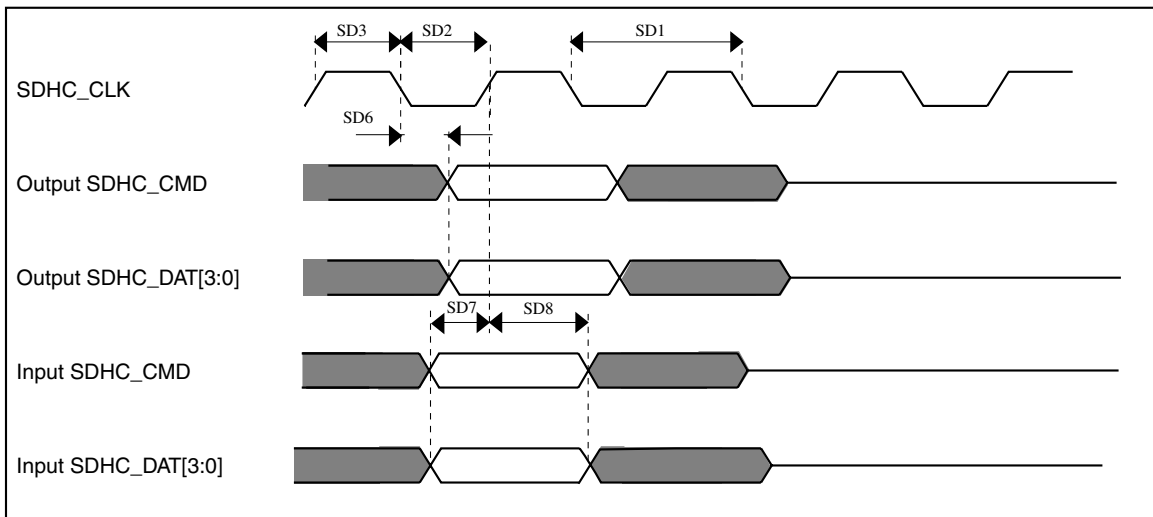 SD3 SD2 SD1
SDHC_CLK
SD6
Output SDHC_CMD
Output SDHC_DAT[3:0]
SD7 SD8
Input SDHC_CMD
Input SDHC_DAT[3:0]